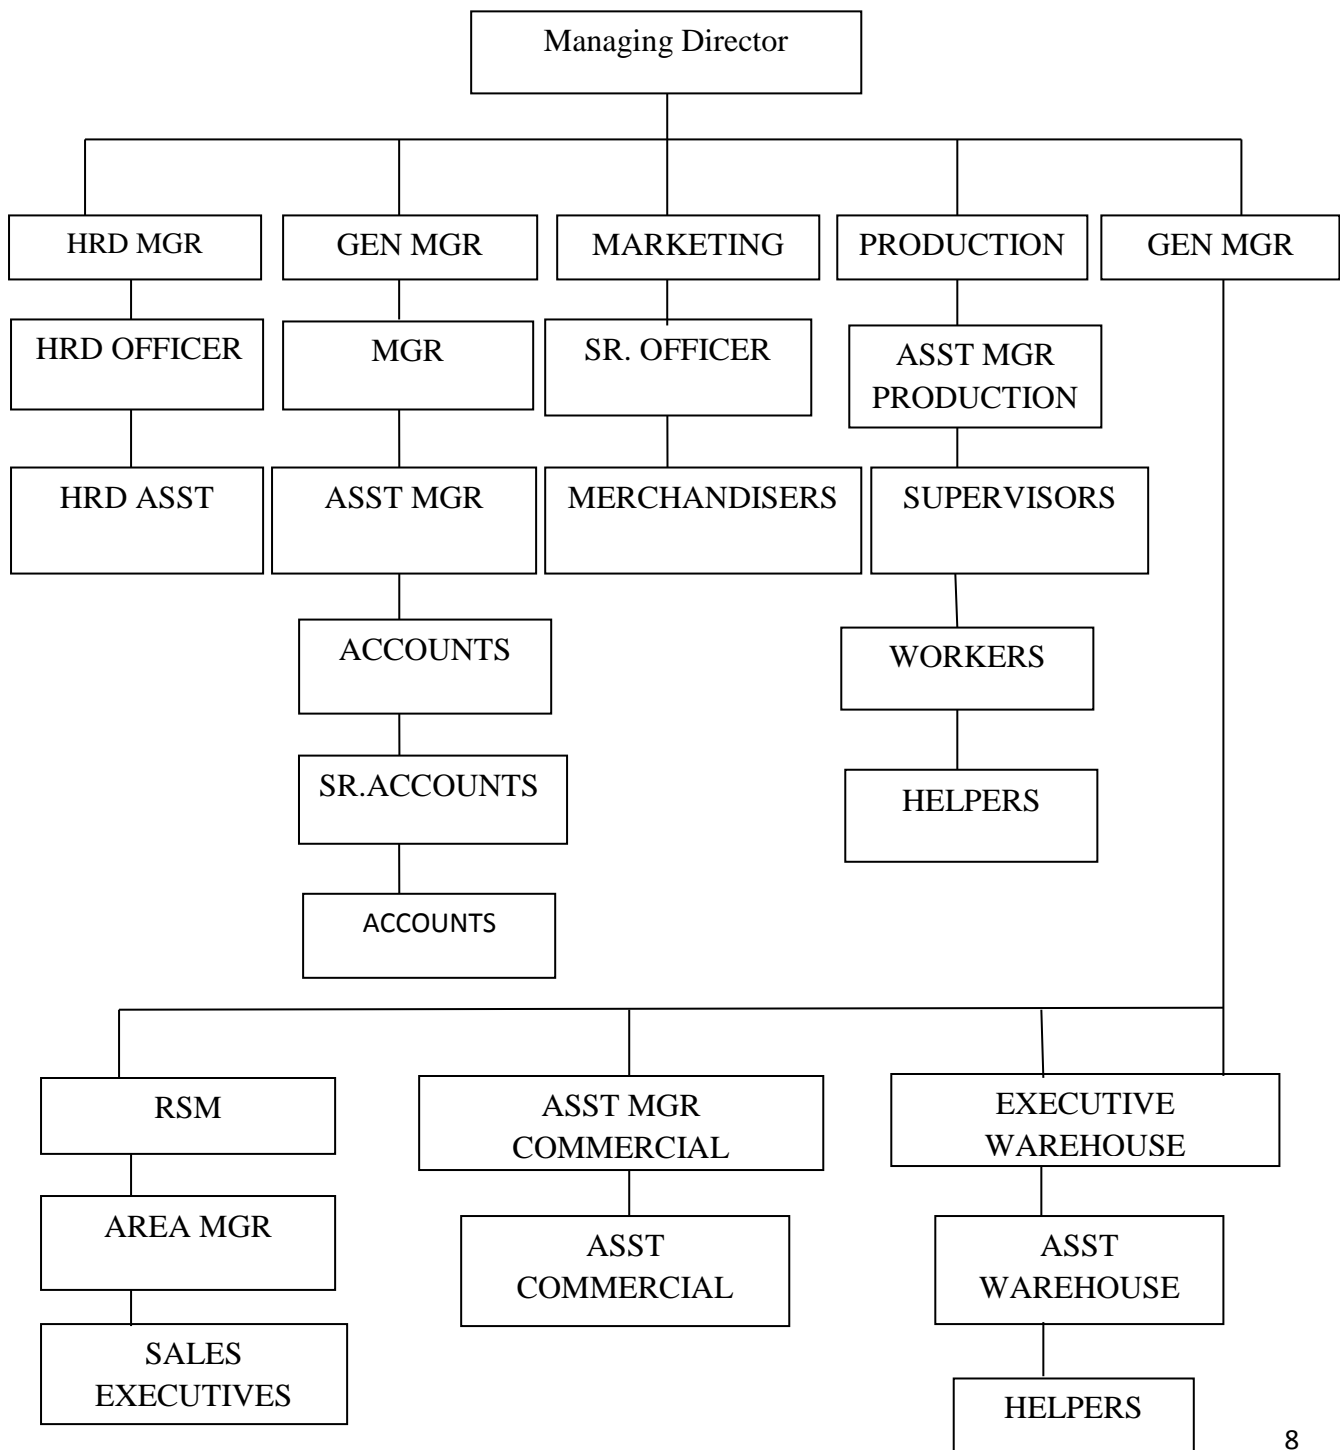 Managing Director
HRD MGR
GEN MGR
MARKETING
PRODUCTION
GEN MGR
HRD OFFICER
MGR
SR. OFFICER
ASST MGR
PRODUCTION
HRD ASST
ASST MGR
MERCHANDISERS
SUPERVISORS
ACCOUNTS
WORKERS
SR.ACCOUNTS
HELPERS
ACCOUNTS
RSM
ASST MGR
COMMERCIAL
EXECUTIVE
WAREHOUSE
AREA MGR
ASST
COMMERCIAL
ASST
WAREHOUSE
SALES
EXECUTIVES
HELPERS
8